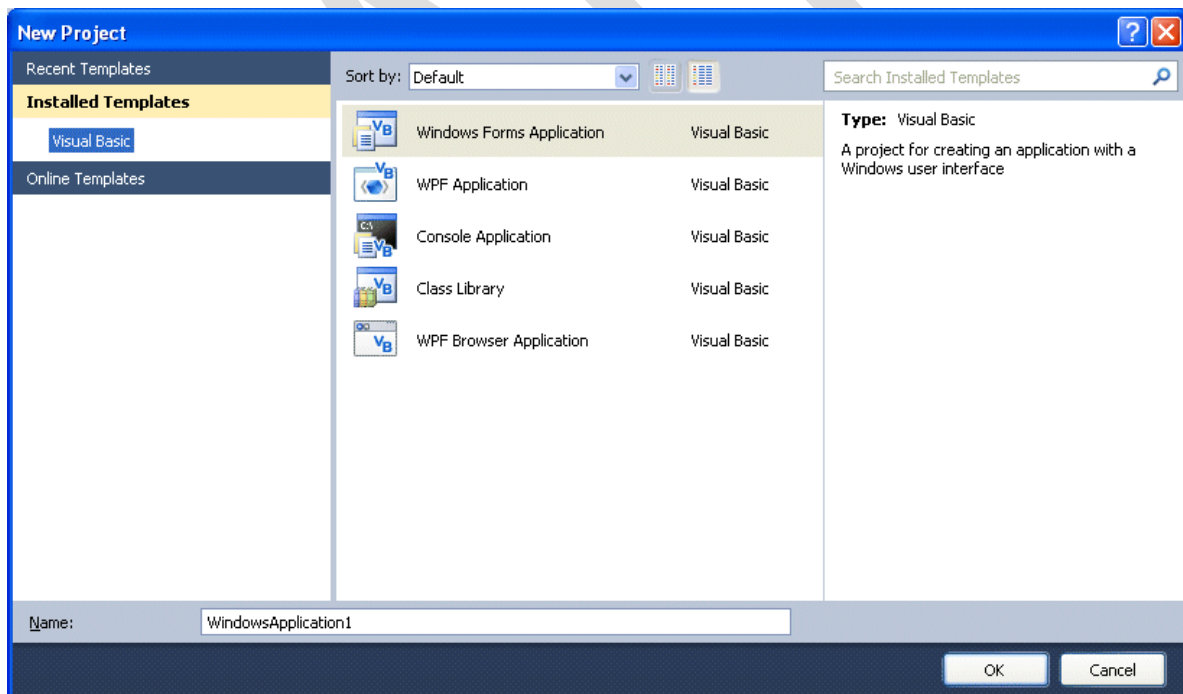 New Project
Recent Templates
Installed Templates
Visual Basic
Online Templates
Sort by: Default
Search Installed Templates
Windows Forms Application Visual Basic
WPF Application Visual Basic
Console Application Visual Basic
Class Library Visual Basic
WPF Browser Application Visual Basic
Type: Visual Basic
A project for creating an application with a
Windows user interface
Name: WindowsApplication1
OK Cancel